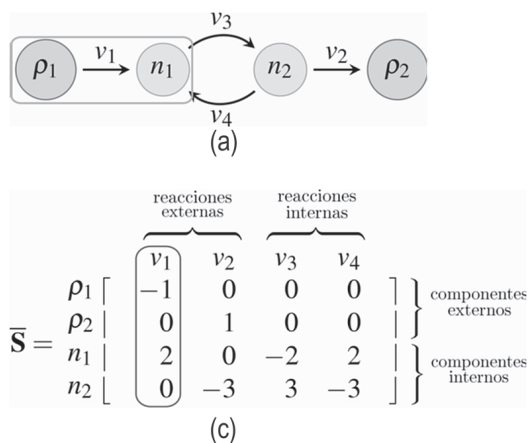 v₃
ρ₁ v₁ n₁ n₂ v₂ ρ₂
v₄
(a)
reacciones externas
reacciones internas
v₁ v₂ v₃ v₄
ρ₁ −1 0 0 0
ρ₂ 0 1 0 0
componentes externos
S̅ =
n₁ 2 0 −2 2
n₂ 0 −3 3 −3
componentes internos
(c)